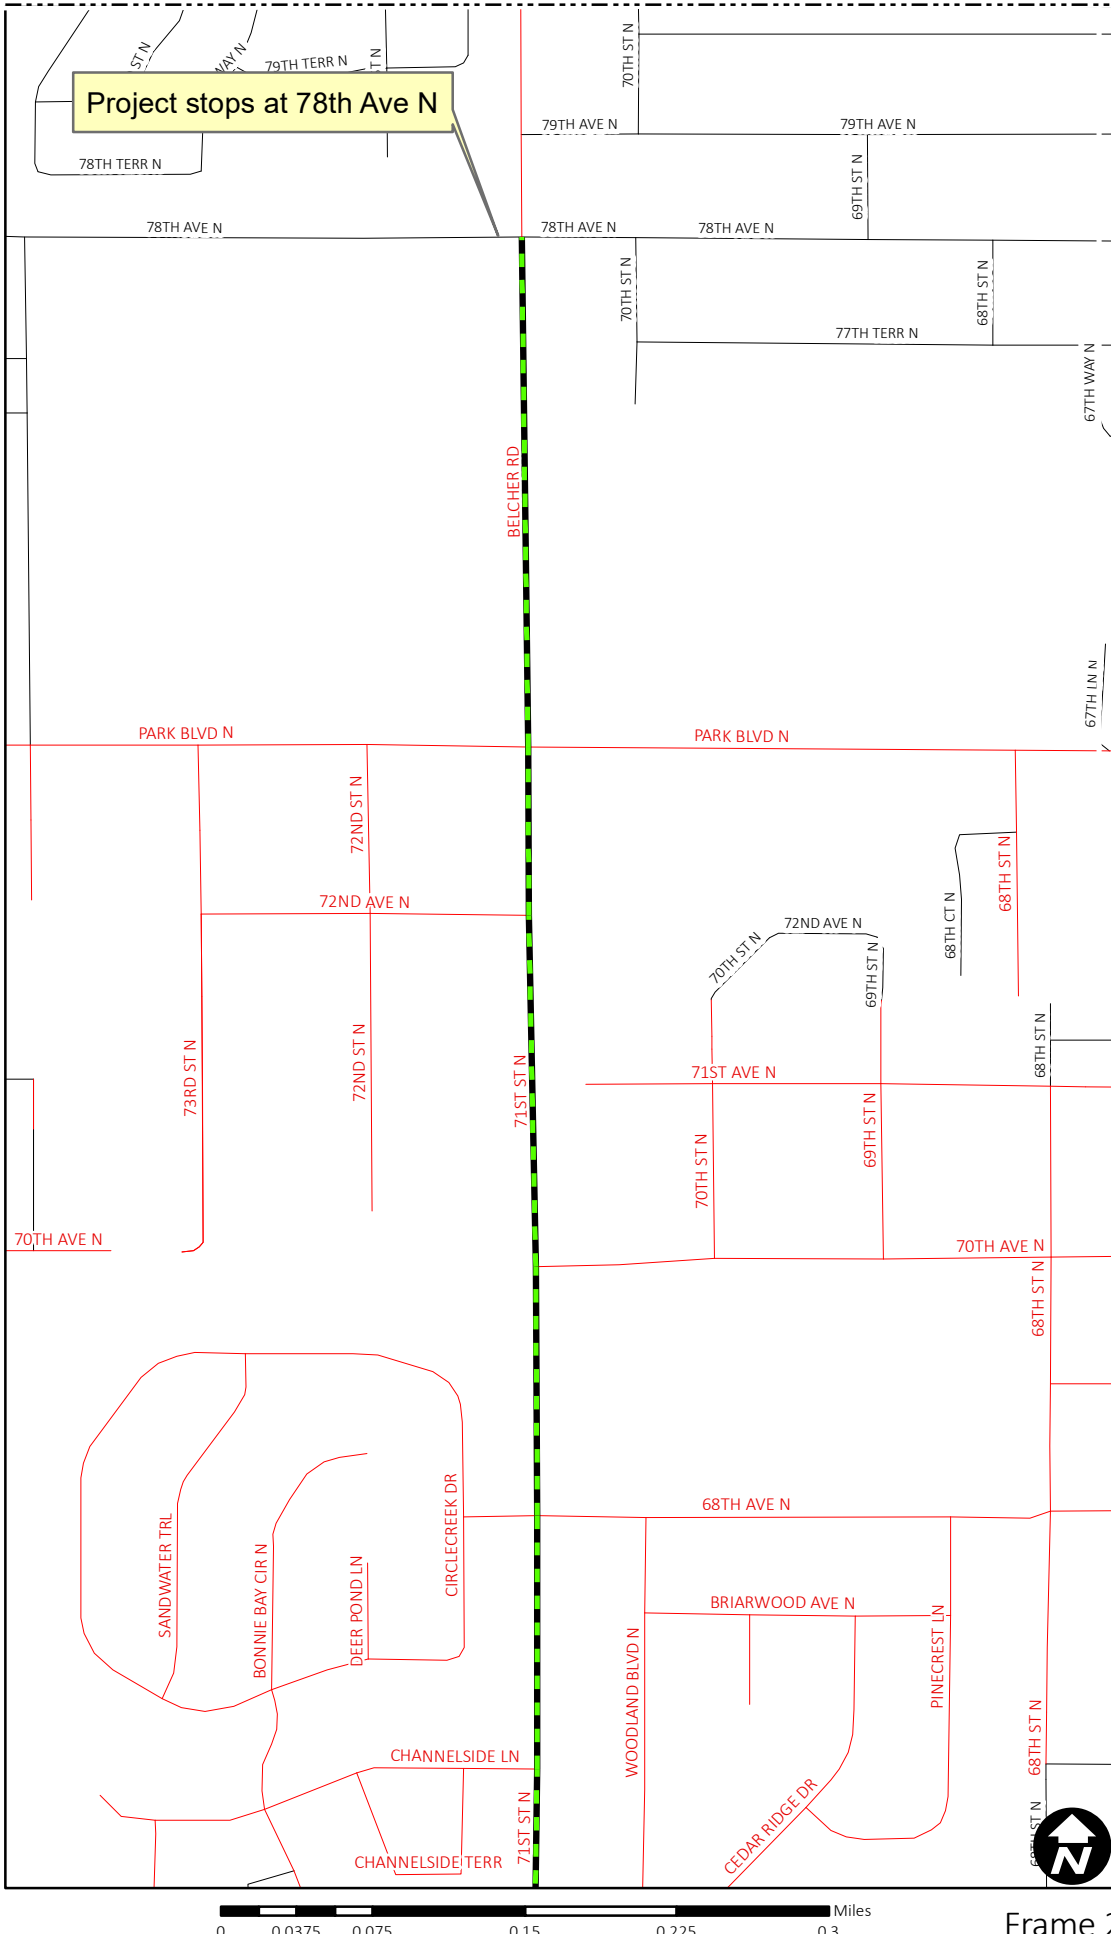 ST N
WAY N
79TH TERR N
T N
70TH ST N
Project stops at 78th Ave N
79TH AVE N
79TH AVE N
78TH TERR N
69TH ST N
78TH AVE N
78TH AVE N
78TH AVE N
70TH ST N
68TH ST N
77TH TERR N
67TH WAY N
BELCHER RD
67TH LN N
PARK BLVD N
PARK BLVD N
72ND ST N
68TH ST N
72ND AVE N
72ND AVE N
68TH CT N
70TH ST N
69TH ST N
73RD ST N
72ND ST N
71ST ST N
68TH ST N
71ST AVE N
70TH ST N
69TH ST N
70TH AVE N
70TH AVE N
68TH ST N
68TH AVE N
CIRCLECREEK DR
SANDWATER TRL
BONNIE BAY CIR N
DEER POND LN
BRIARWOOD AVE N
WOODLAND BLVD N
PINECREST LN
68TH ST N
CHANNELSIDE LN
71ST ST N
CEDAR RIDGE DR
CHANNELSIDE TERR
68TH ST N
N
Miles
0 0.0375 0.075 0.15 0.225 0.3
Frame 2